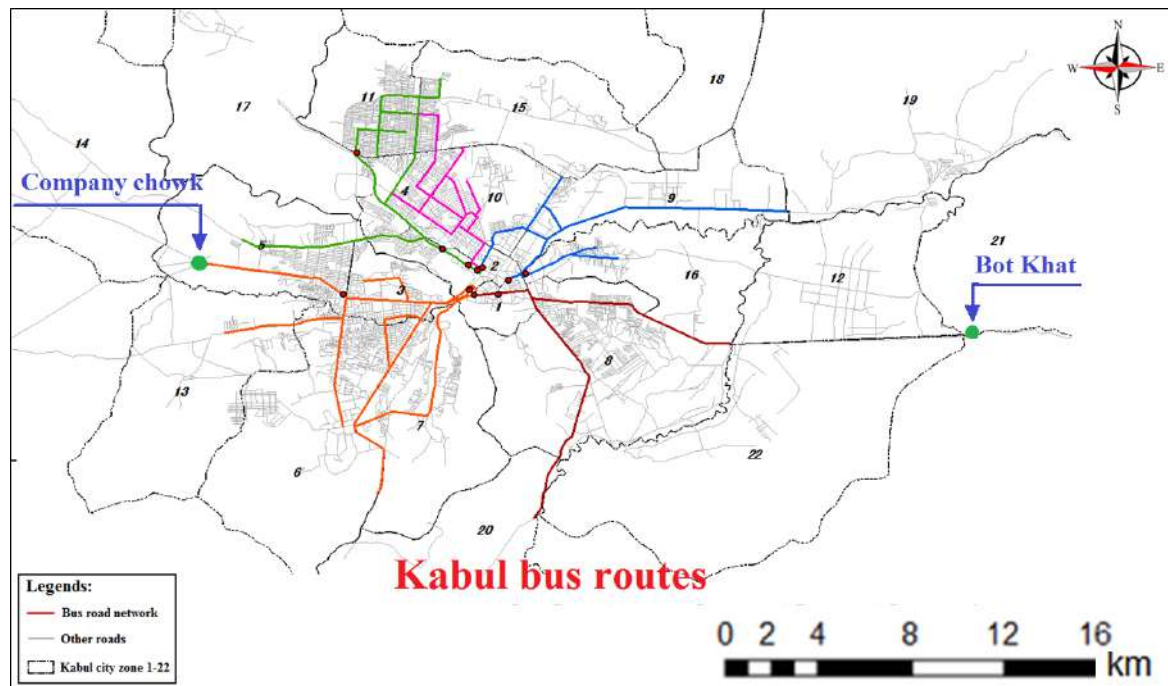 N
W E
S
18
19
17
11
15
14
Company chowk
4
10
9
5
2
16
12
21
Bot Khat
3
1
8
13
7
6
22
20
Kabul bus routes
Legends:
Bus road network
Other roads
Kabul city zone 1-22
0 2 4 8 12 16
km